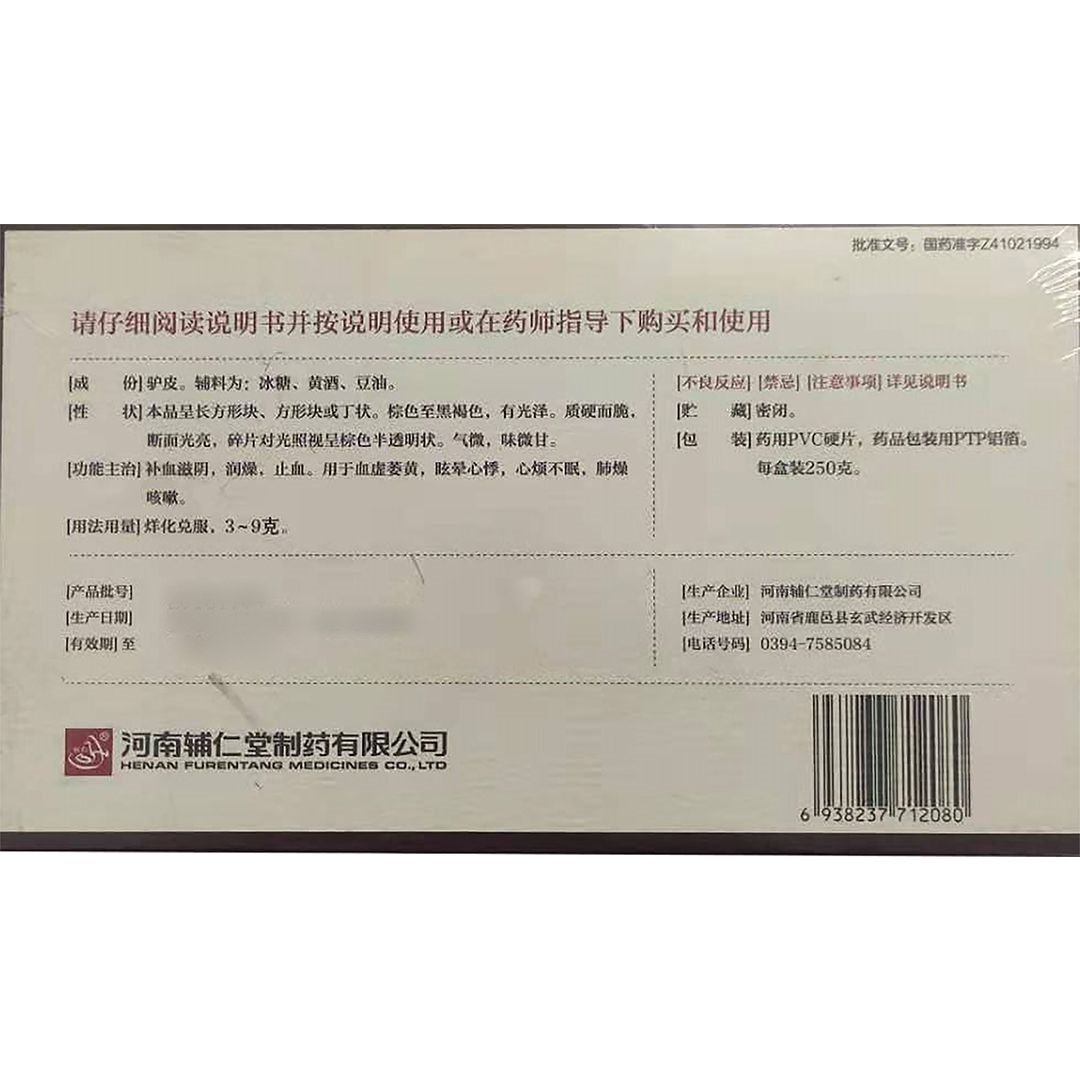 批准文号：国药准字Z41021994
请仔细阅读说明书并按说明使用或在药师指导下购买和使用
[成　份] 驴皮。辅料为：冰糖、黄酒、豆油。
[性　状] 本品呈长方形块、方形块或丁状。棕色至黑褐色，有光泽。质硬而脆，
断面光亮，碎片对光照视呈棕色半透明状。气微，味微甘。
[功能主治] 补血滋阴，润燥，止血。用于血虚萎黄，眩晕心悸，心烦不眠，肺燥
咳嗽。
[用法用量] 烊化兑服，3~9克。
[不良反应] [禁忌] [注意事项] 详见说明书
[贮　藏] 密闭。
[包　装] 药用PVC硬片，药品包装用PTP铝箔。
每盒装250克。
[产品批号]
[生产日期]
[有效期] 至
[生产企业] 河南辅仁堂制药有限公司
[生产地址] 河南省鹿邑县玄武经济开发区
[电话号码] 0394-7585084
河南辅仁堂制药有限公司
HENAN FURENTANG MEDICINES CO.,LTD
6 938237 712080